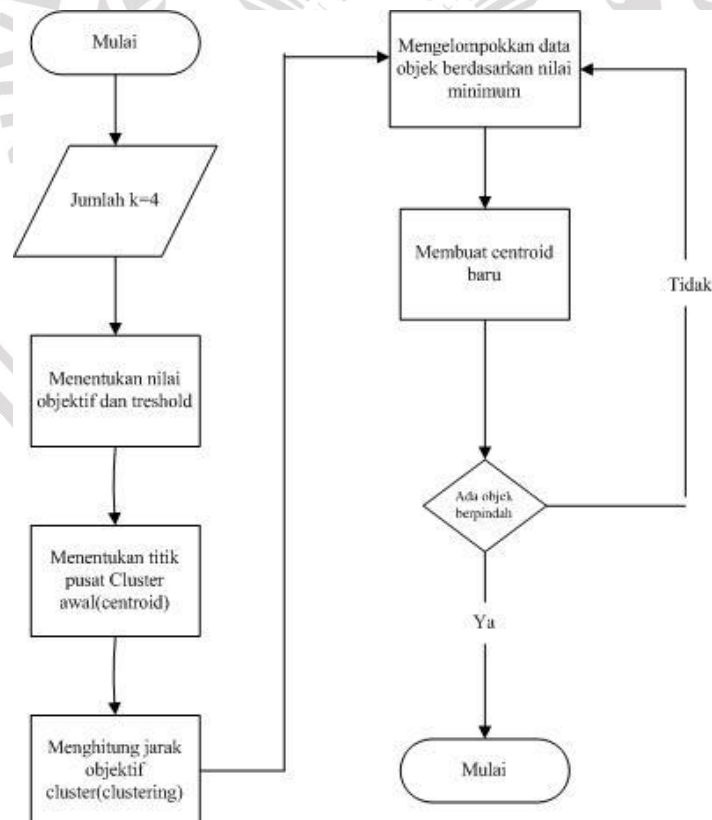 Mulai
Jumlah k=4
Menentukan nilai
objektif dan treshold
Menentukan titik
pusat Cluster
awal(centroid)
Menghitung jarak
objektif
cluster(clustering)
Mengelompokkan data
objek berdasarkan nilai
minimum
Membuat centroid
baru
Tidak
Ada objek
berpindah
Ya
Mulai